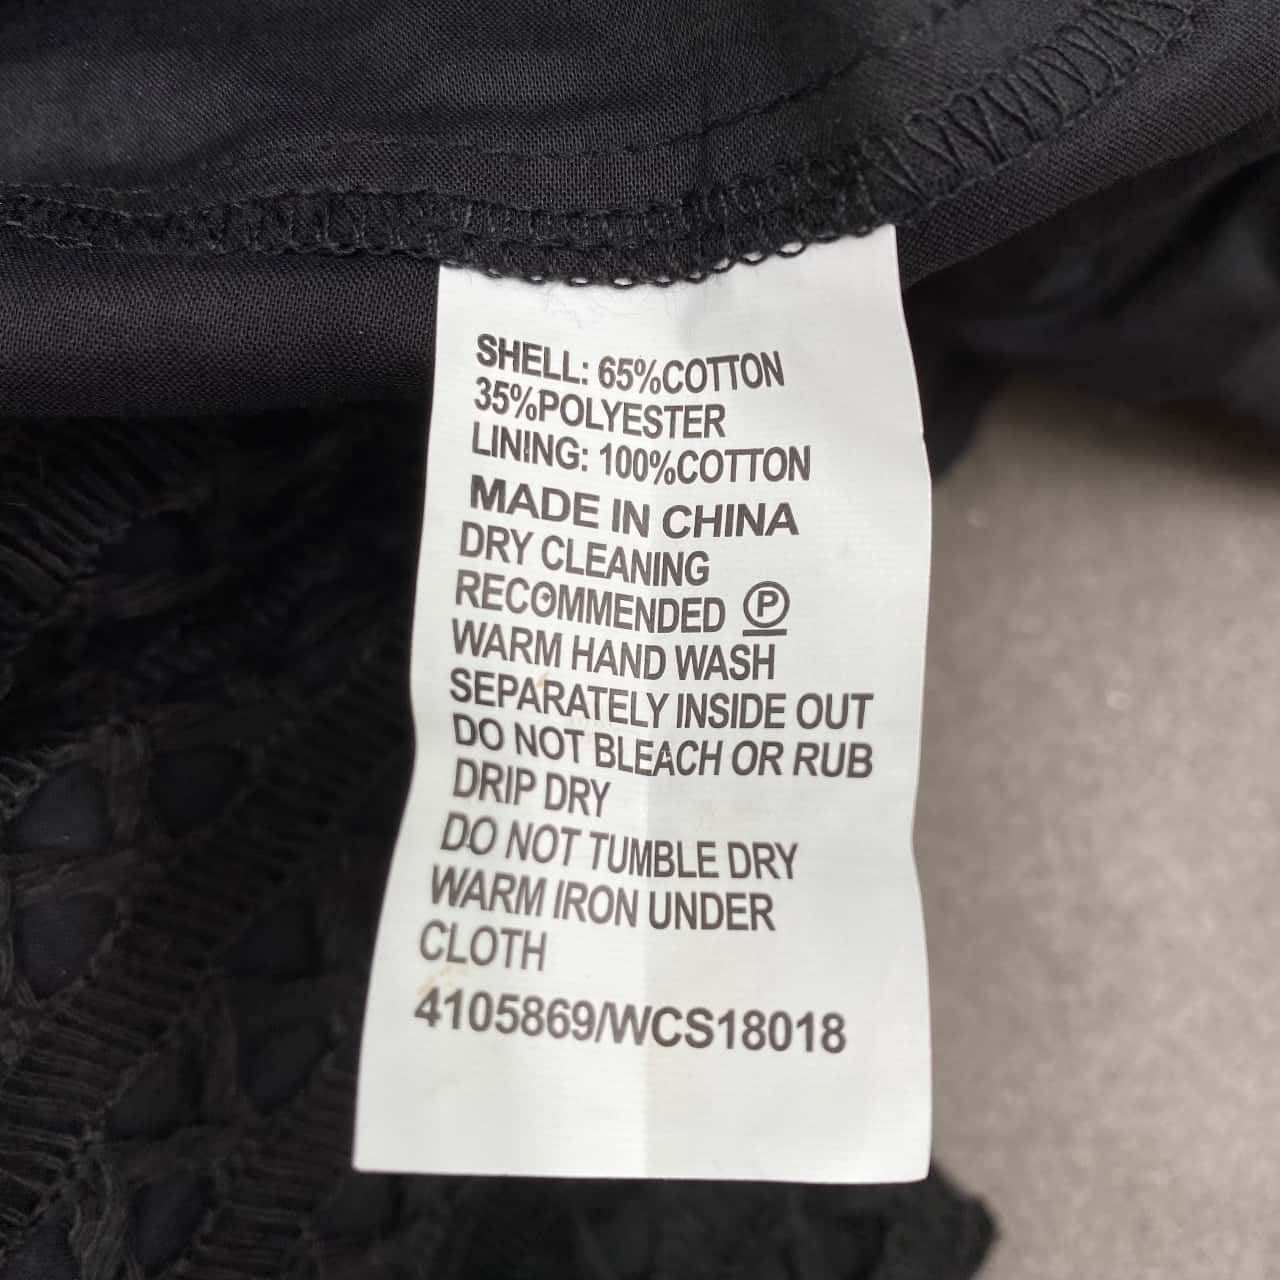 SHELL: 65%COTTON
35%POLYESTER
LINING: 100%COTTON
MADE IN CHINA
DRY CLEANING
RECOMMENDED Ⓟ
WARM HAND WASH
SEPARATELY INSIDE OUT
DO NOT BLEACH OR RUB
DRIP DRY
DO NOT TUMBLE DRY
WARM IRON UNDER
CLOTH
4105869/WCS18018